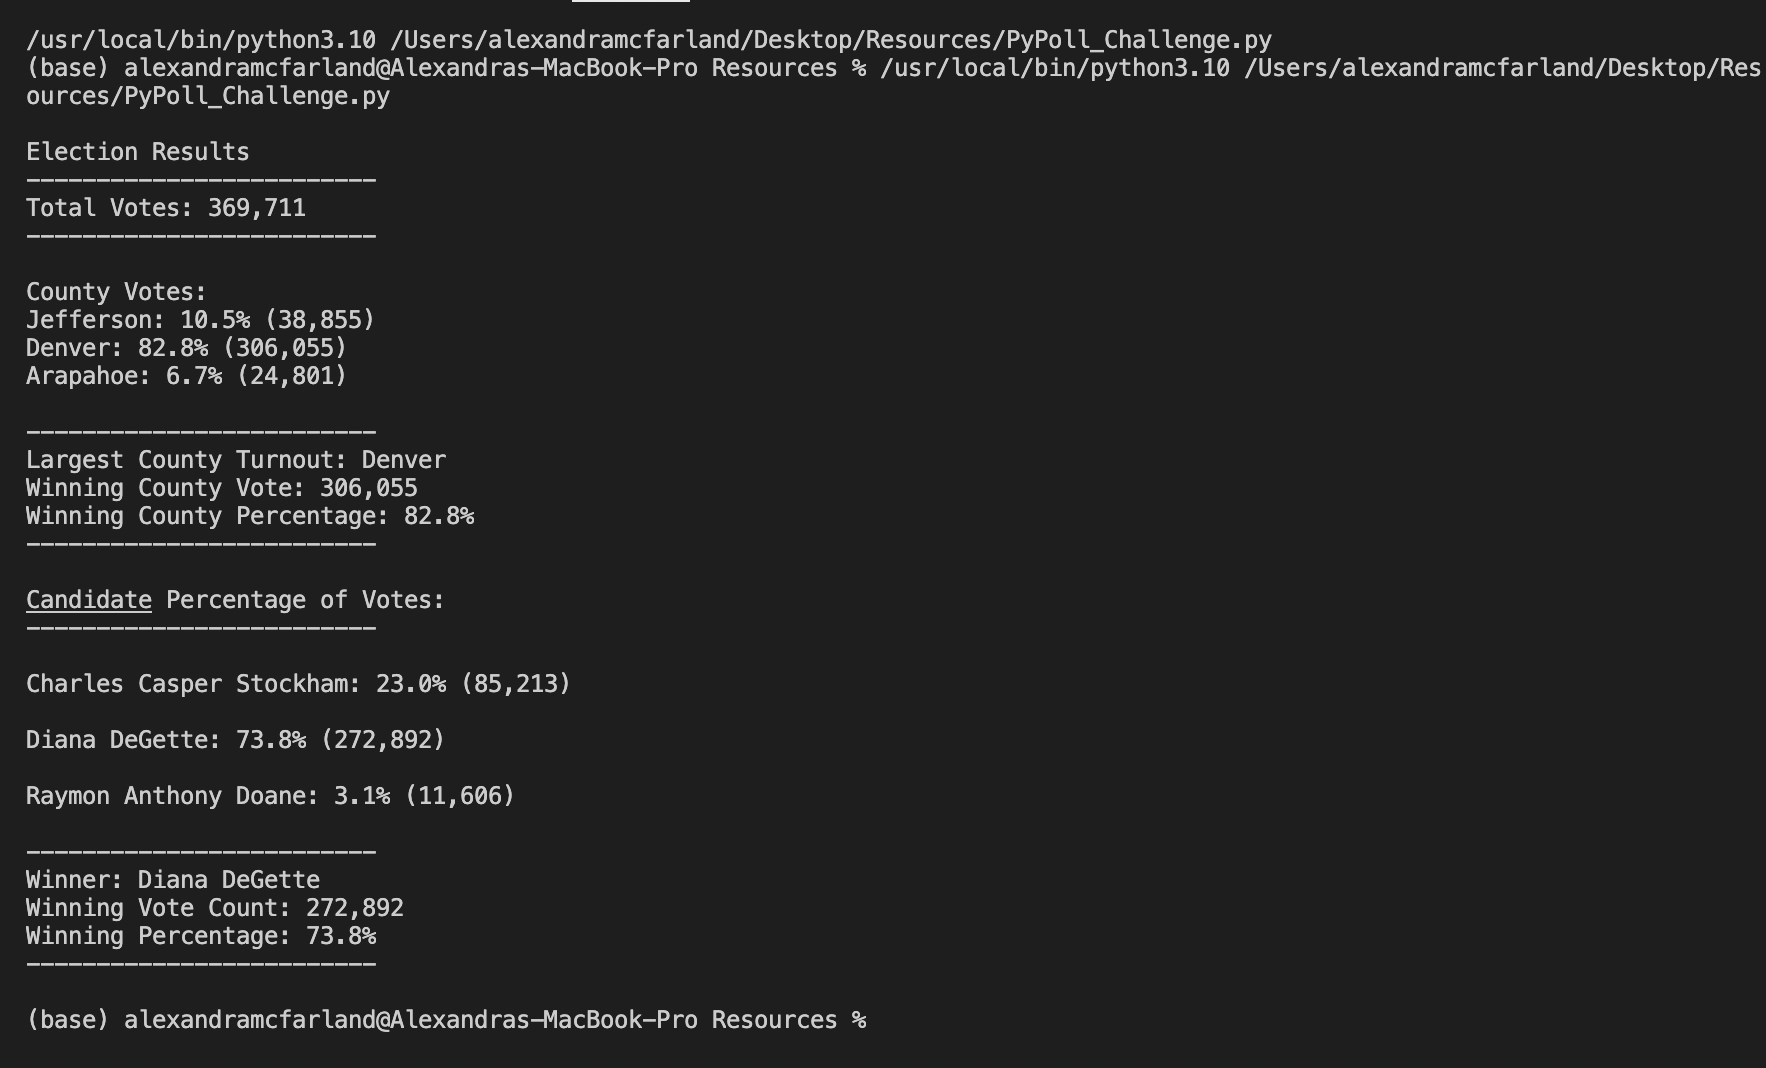 /usr/local/bin/python3.10 /Users/alexandramcfarland/Desktop/Resources/PyPoll_Challenge.py
(base) alexandramcfarland@Alexandras-MacBook-Pro Resources % /usr/local/bin/python3.10 /Users/alexandramcfarland/Desktop/Res
ources/PyPoll_Challenge.py
Election Results
-------------------------
Total Votes: 369,711
-------------------------
County Votes:
Jefferson: 10.5% (38,855)
Denver: 82.8% (306,055)
Arapahoe: 6.7% (24,801)
-------------------------
Largest County Turnout: Denver
Winning County Vote: 306,055
Winning County Percentage: 82.8%
-------------------------
Candidate Percentage of Votes:
-------------------------
Charles Casper Stockham: 23.0% (85,213)
Diana DeGette: 73.8% (272,892)
Raymon Anthony Doane: 3.1% (11,606)
-------------------------
Winner: Diana DeGette
Winning Vote Count: 272,892
Winning Percentage: 73.8%
-------------------------
(base) alexandramcfarland@Alexandras-MacBook-Pro Resources %